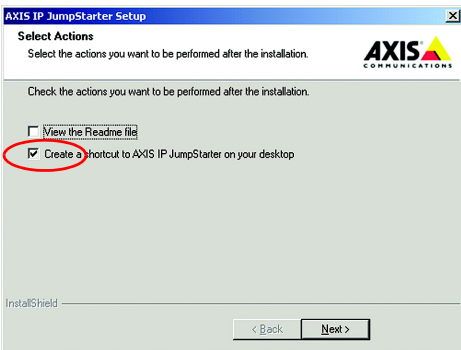 AXIS IP JumpStarter Setup
Select Actions
Select the actions you want to be performed after the installation.
AXIS
COMMUNICATIONS
Check the actions you want to be performed after the installation.
View the Readme file
Create a shortcut to AXIS IP JumpStarter on your desktop
InstallShield
< Back Next >